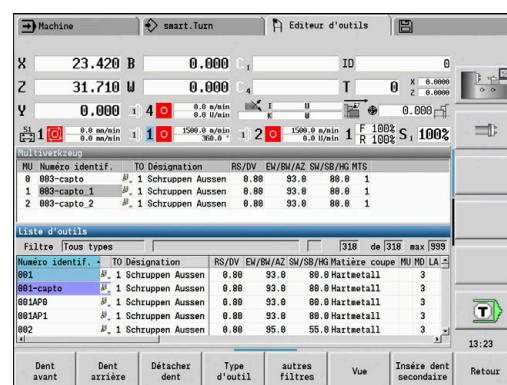 Machine smart.Turn Editeur d'outils
X 23.420 B 0.000 C 1 ID 0
Z 31.710 W 0.000 C 4 T 0 X 0.0000 Z 0.0000
Y 0.000 1) 4 0.0 m/min 0.0 U/min I U K W 0.000
S1 1 0.0 mm/min 0.0 mm/min 1) 1 1500.0 m/min 360.0 ° 1) 2 1500.0 m/min 0.0 U/min 1 F 100% R 100% S 1 100%
Multiverkzeug
MU Numéro identif. TO Désignation RS/DV EW/BW/AZ SW/SB/HG MTS
0 003-capto 1 Schruppen Aussen 0.80 93.0 80.0 1
1 003-capto_1 1 Schruppen Aussen 0.80 93.0 80.0 1
2 003-capto_2 1 Schruppen Aussen 0.80 93.0 80.0 1
Liste d'outils
Filtre Tous types 318 de 318 max 999
Numéro identif. TO Désignation RS/DV EW/BW/AZ SW/SB/HG Matière coupe MU MD LA
001 1 Schruppen Aussen 0.80 93.0 80.0 Hartmetall 3
001-capto 1 Schruppen Aussen 0.80 93.0 80.0 Hartmetall 3
001AP0 1 Schruppen Aussen 0.80 93.0 80.0 Hartmetall 3
001AP1 1 Schruppen Aussen 0.80 93.0 80.0 Hartmetall 3
002 1 Schruppen Aussen 0.80 95.0 55.0 Hartmetall 3
T
13:23
Dent avant
Dent arrière
Détacher dent
Type d'outil
autres filtres
Vue
Insére dent secondaire
Retour